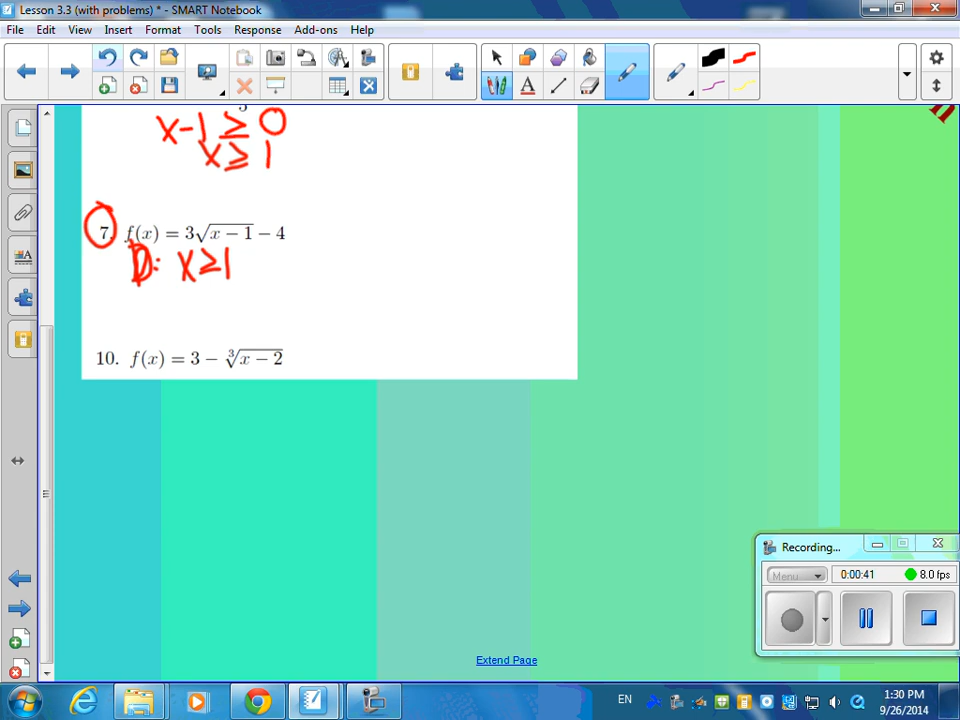 Lesson 3.3 (with problems) * - SMART Notebook
File Edit View Insert Format Tools Response Add-ons Help
x-1 ≥ 0
x ≥ 1
7. f(x) = 3√(x − 1) − 4
D: x ≥ 1
10. f(x) = 3 − ∛(x − 2)
Extend Page
Recording...
Menu 0:00:41 8.0 fps
EN
1:30 PM
9/26/2014